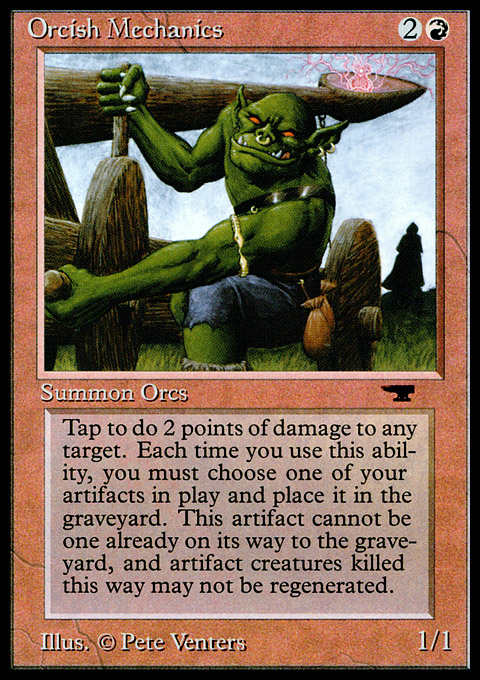 Orcish Mechanics 2
Summon Orcs
Tap to do 2 points of damage to any
target. Each time you use this abil-
ity, you must choose one of your
artifacts in play and place it in the
graveyard. This artifact cannot be
one already on its way to the grave-
yard, and artifact creatures killed
this way may not be regenerated.
Illus. © Pete Venters 1/1